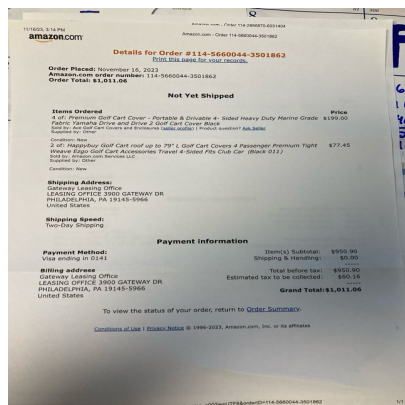 Amazon.com - Order 114-5660044-3501862
11/16/23, 3:14 PM
amazon.com
Details for Order #114-5660044-3501862
Print this page for your records.
Order Placed: November 16, 2023
Amazon.com order number: 114-5660044-3501862
Order Total: $1,011.06
Not Yet Shipped
Items Ordered Price
4 of: Premium Golf Cart Cover - Portable & Drivable 4- Sided Heavy Duty Marine Grade $199.00
Fabric Yamaha Drive and Drive 2 Golf Cart Cover Black
Sold by: Ace Golf Cart Covers and Enclosures (seller profile) | Product question? Ask Seller
Supplied by: Other
Condition: New
2 of: Happybuy Golf Cart roof up to 79" L Golf Cart Covers 4 Passenger Premium Tight $77.45
Weave Ezgo Golf Cart Accessories Travel 4-Sided Fits Club Car (Black 011)
Sold by: Amazon.com Services LLC
Supplied by: Other
Condition: New
Shipping Address:
Gateway Leasing Office
LEASING OFFICE 3900 GATEWAY DR
PHILADELPHIA, PA 19145-5966
United States
Shipping Speed:
Two-Day Shipping
Payment information
Payment Method: Item(s) Subtotal: $950.90
Visa ending in 0141 Shipping & Handling: $0.00
-----
Billing address Total before tax: $950.90
Gateway Leasing Office Estimated tax to be collected: $60.16
LEASING OFFICE 3900 GATEWAY DR -----
PHILADELPHIA, PA 19145-5966 Grand Total:$1,011.06
United States
To view the status of your order, return to Order Summary.
Conditions of Use | Privacy Notice © 1996-2023, Amazon.com, Inc. or its affiliates
1/1